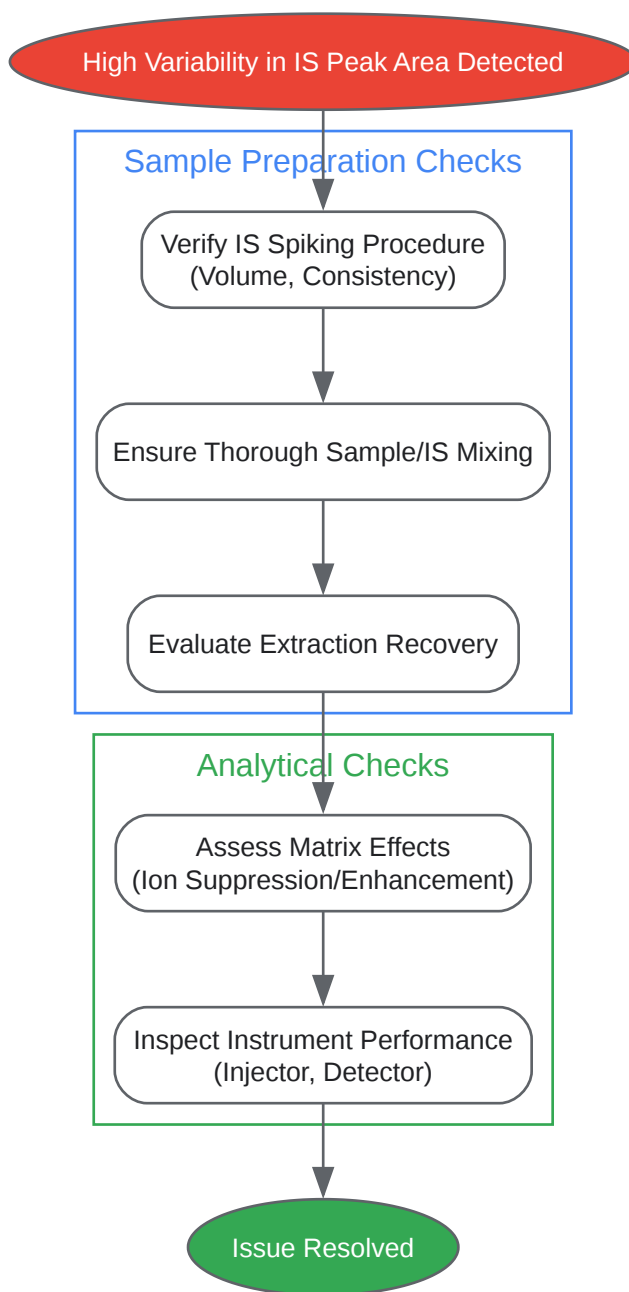 High Variability in IS Peak Area Detected
Sample Preparation Checks
Verify IS Spiking Procedure
(Volume, Consistency)
Ensure Thorough Sample/IS Mixing
Evaluate Extraction Recovery
Analytical Checks
Assess Matrix Effects
(Ion Suppression/Enhancement)
Inspect Instrument Performance
(Injector, Detector)
Issue Resolved